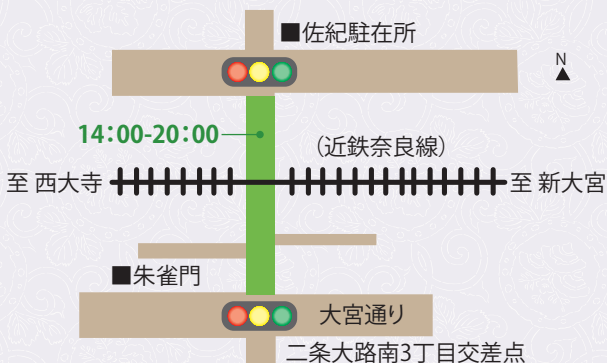 ■佐紀駐在所
N
14:00-20:00
(近鉄奈良線)
至 西大寺
至 新大宮
■朱雀門
大宮通り
二条大路南3丁目交差点